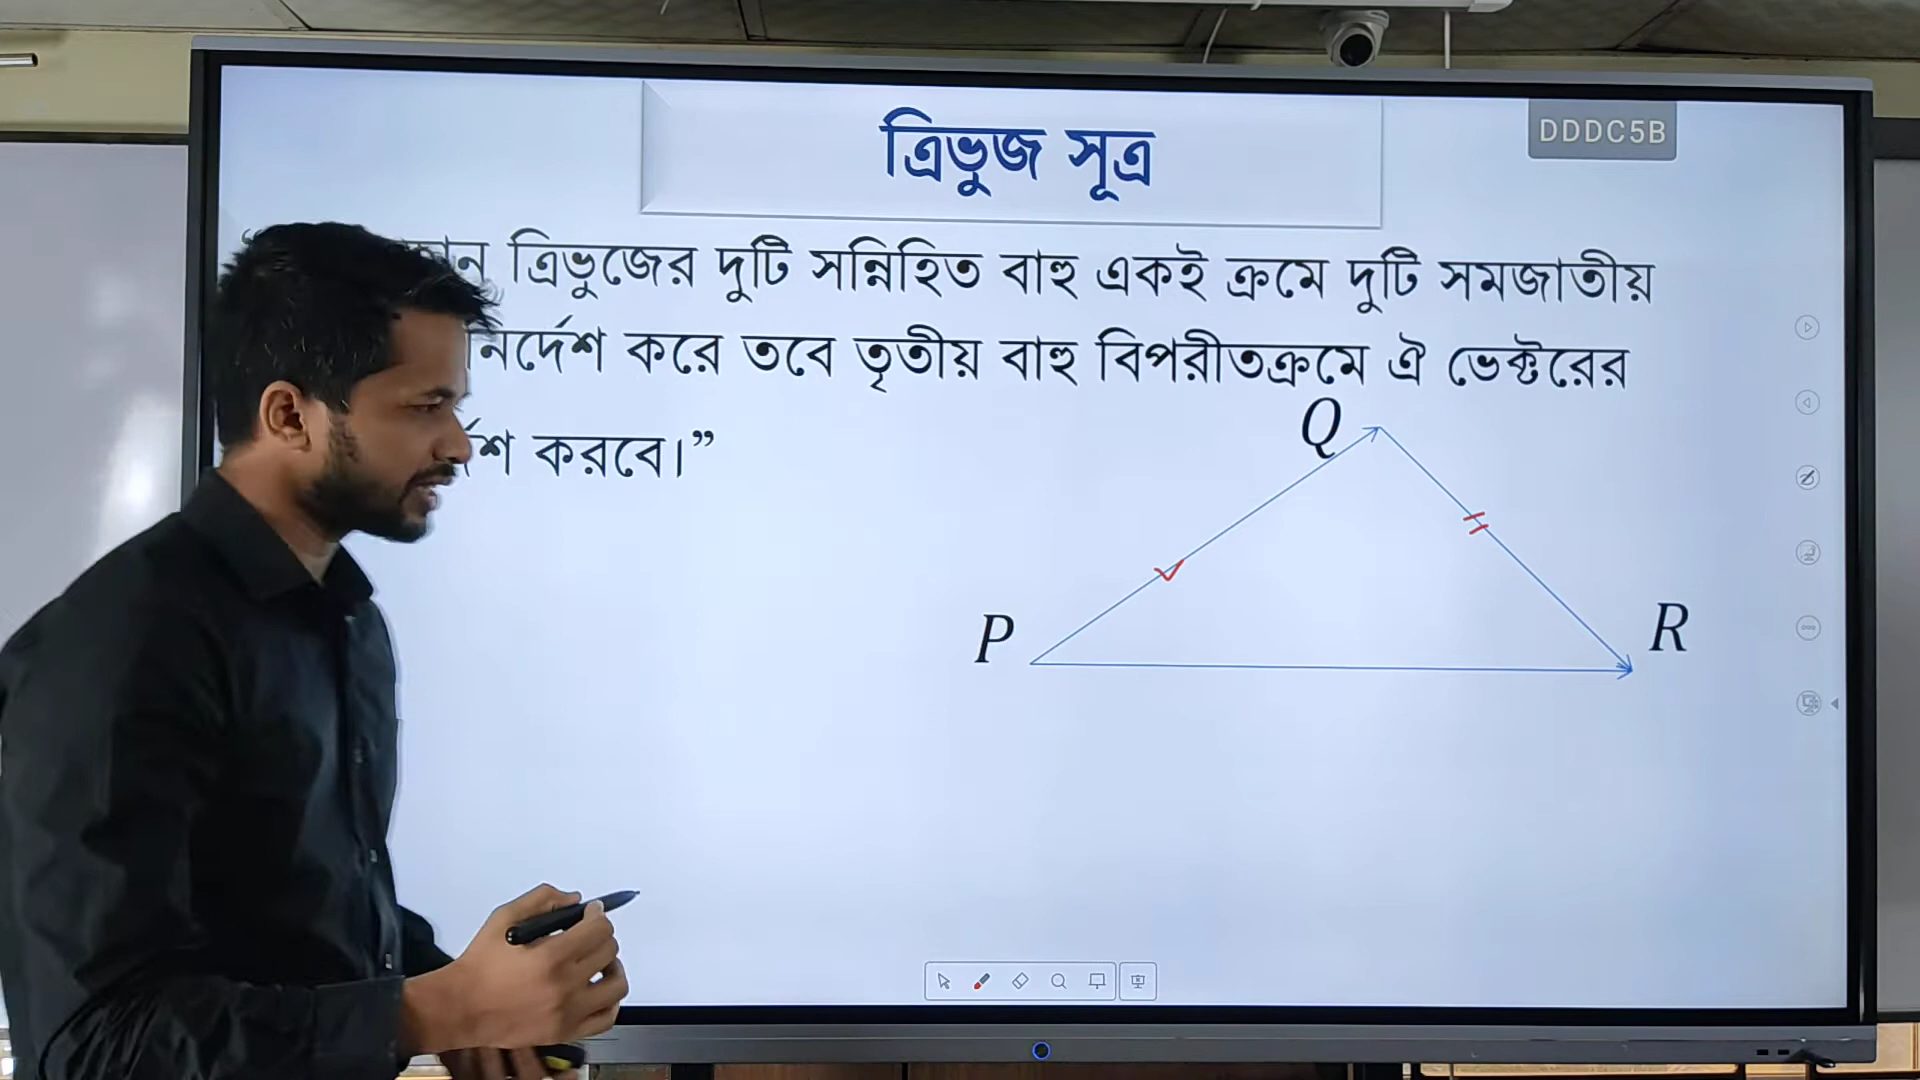 ত্রিভুজ সূত্র
DDDC5B
ত্রিভুজের দুটি সন্নিহিত বাহু একই ক্রমে দুটি সমজাতীয়
নির্দেশ করে তবে তৃতীয় বাহু বিপরীতক্রমে ঐ ভেক্টরের
করবে।”
Q
P
R